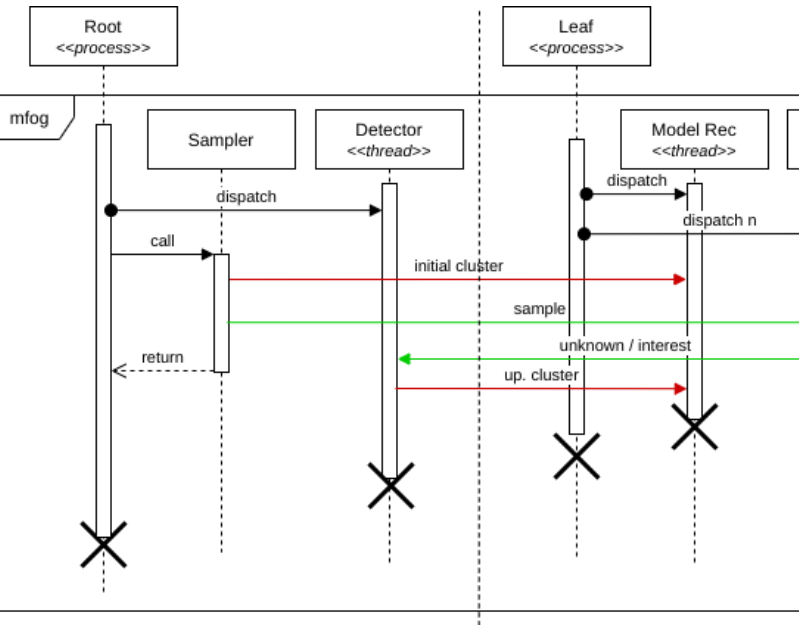 Root
<<process>>
Leaf
<<process>>
mfog
Sampler
Detector
<<thread>>
Model Rec
<<thread>>
dispatch
dispatch
dispatch n
call
initial cluster
sample
unknown / interest
return
up. cluster